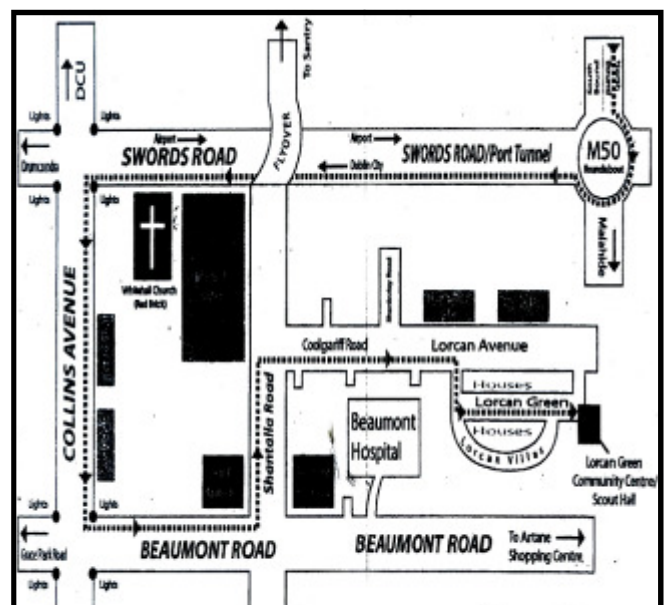 DCU
To Santry
FLYOVER
Lights
Lights
Drumcondra
Airport
SWORDS ROAD
Airport
Dublin City
SWORDS ROAD/Port Tunnel
South
Bound
M50
Roundabout
Malahide
Lights
Lights
Whitehall Church
(Red Brick)
COLLINS AVENUE
Shantalla Road
Coolgariff Road
Lorcan Avenue
Houses
Lorcan Green
Houses
Lorcan Villas
Beaumont
Hospital
Lorcan Green
Community Centre/
Scout Hall
Lights
Lights
Grace Park Road
BEAUMONT ROAD
BEAUMONT ROAD
To Artane
Shopping Centre.
Lights
Lights